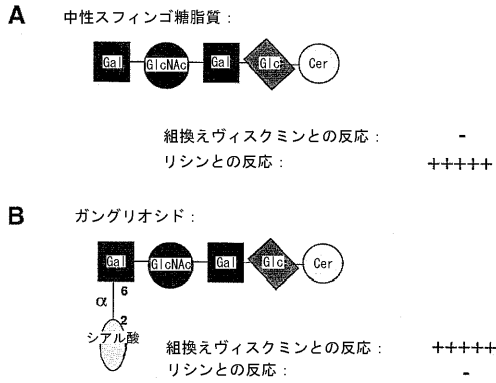 A 中性スフィンゴ糖脂質：
Gal GlcNAc Gal Glc Cer
組換えヴィスクミンとの反応： -
リシンとの反応： +++++
B ガングリオシド：
Gal GlcNAc Gal Glc Cer
6
α
2
シアル酸
組換えヴィスクミンとの反応： +++++
リシンとの反応： -